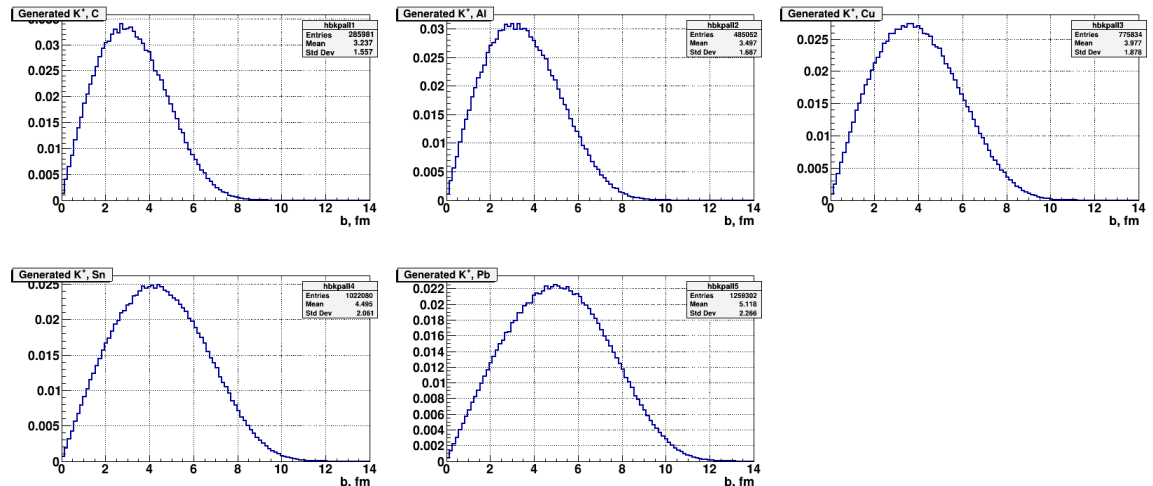 Generated K+, C
hbkpall1
Entries 285981
Mean 3.237
Std Dev 1.557
0.035
0.03
0.025
0.02
0.015
0.01
0.005
0
0 2 4 6 8 10 12 14
b, fm
Generated K+, Al
hbkpall2
Entries 485052
Mean 3.497
Std Dev 1.687
0.03
0.025
0.02
0.015
0.01
0.005
0
0 2 4 6 8 10 12 14
b, fm
Generated K+, Cu
hbkpall3
Entries 775834
Mean 3.977
Std Dev 1.878
0.025
0.02
0.015
0.01
0.005
0
0 2 4 6 8 10 12 14
b, fm
Generated K+, Sn
hbkpall4
Entries 1022080
Mean 4.495
Std Dev 2.061
0.025
0.02
0.015
0.01
0.005
0
0 2 4 6 8 10 12 14
b, fm
Generated K+, Pb
hbkpall5
Entries 1259302
Mean 5.118
Std Dev 2.266
0.022
0.02
0.018
0.016
0.014
0.012
0.01
0.008
0.006
0.004
0.002
0
0 2 4 6 8 10 12 14
b, fm